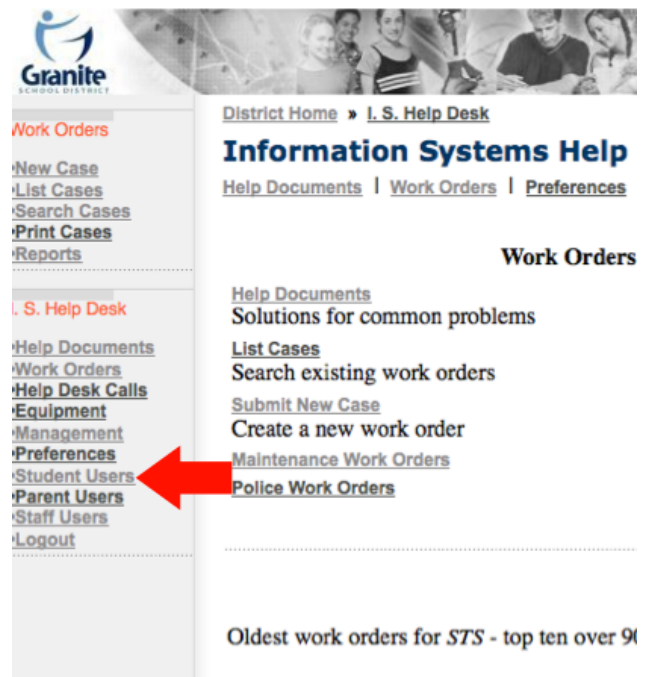 Granite
SCHOOL DISTRICT
Work Orders
•New Case
•List Cases
•Search Cases
•Print Cases
•Reports
. S. Help Desk
•Help Documents
•Work Orders
•Help Desk Calls
•Equipment
•Management
•Preferences
•Student Users
•Parent Users
•Staff Users
•Logout
District Home » I. S. Help Desk
Information Systems Help
Help Documents | Work Orders | Preferences
Work Orders
Help Documents
Solutions for common problems
List Cases
Search existing work orders
Submit New Case
Create a new work order
Maintenance Work Orders
Police Work Orders
Oldest work orders for STS - top ten over 90